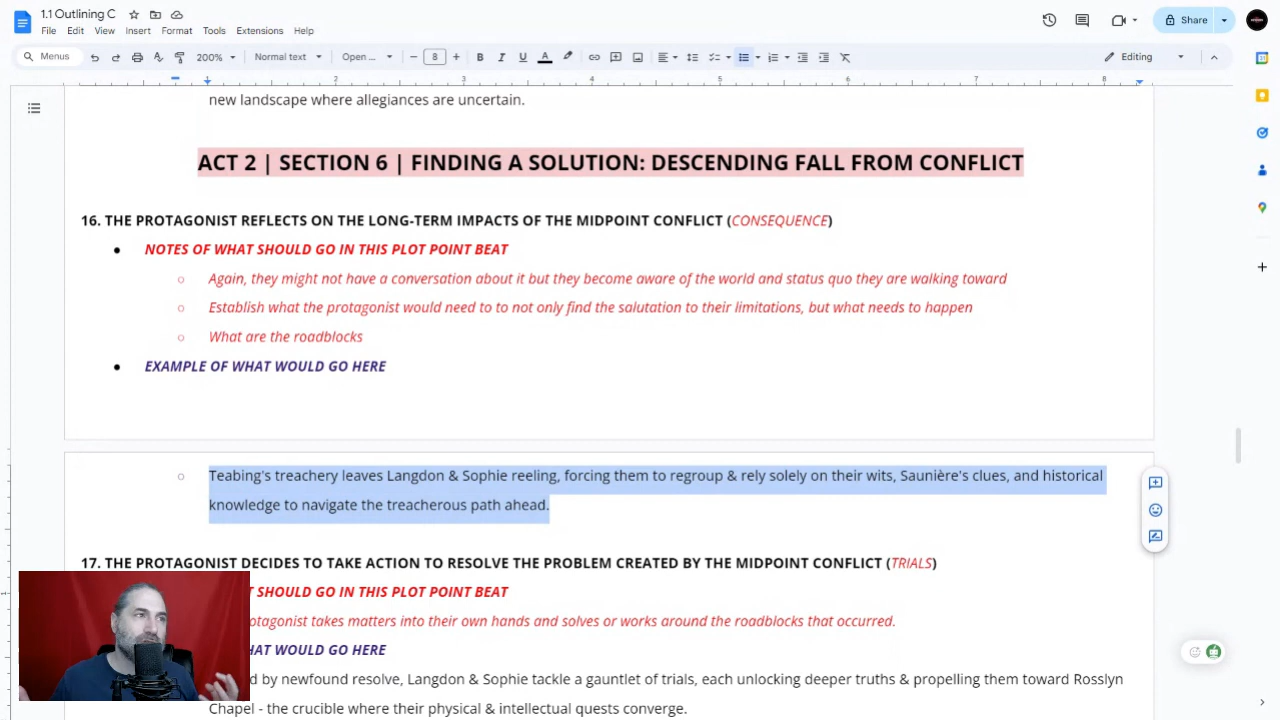 1.1 Outlining C
File Edit View Insert Format Tools Extensions Help
Share
Menus 200% Normal text Open ... 8 B I U A Editing
1 2 3 4 5 6 7 8
new landscape where allegiances are uncertain.
ACT 2 | SECTION 6 | FINDING A SOLUTION: DESCENDING FALL FROM CONFLICT
16. THE PROTAGONIST REFLECTS ON THE LONG-TERM IMPACTS OF THE MIDPOINT CONFLICT (CONSEQUENCE)
● NOTES OF WHAT SHOULD GO IN THIS PLOT POINT BEAT
○ Again, they might not have a conversation about it but they become aware of the world and status quo they are walking toward
○ Establish what the protagonist would need to to not only find the salutation to their limitations, but what needs to happen
○ What are the roadblocks
● EXAMPLE OF WHAT WOULD GO HERE
○ Teabing's treachery leaves Langdon & Sophie reeling, forcing them to regroup & rely solely on their wits, Saunière's clues, and historical
knowledge to navigate the treacherous path ahead.
17. THE PROTAGONIST DECIDES TO TAKE ACTION TO RESOLVE THE PROBLEM CREATED BY THE MIDPOINT CONFLICT (TRIALS)
SHOULD GO IN THIS PLOT POINT BEAT
otagonist takes matters into their own hands and solves or works around the roadblocks that occurred.
HAT WOULD GO HERE
d by newfound resolve, Langdon & Sophie tackle a gauntlet of trials, each unlocking deeper truths & propelling them toward Rosslyn
Chapel - the crucible where their physical & intellectual quests converge.